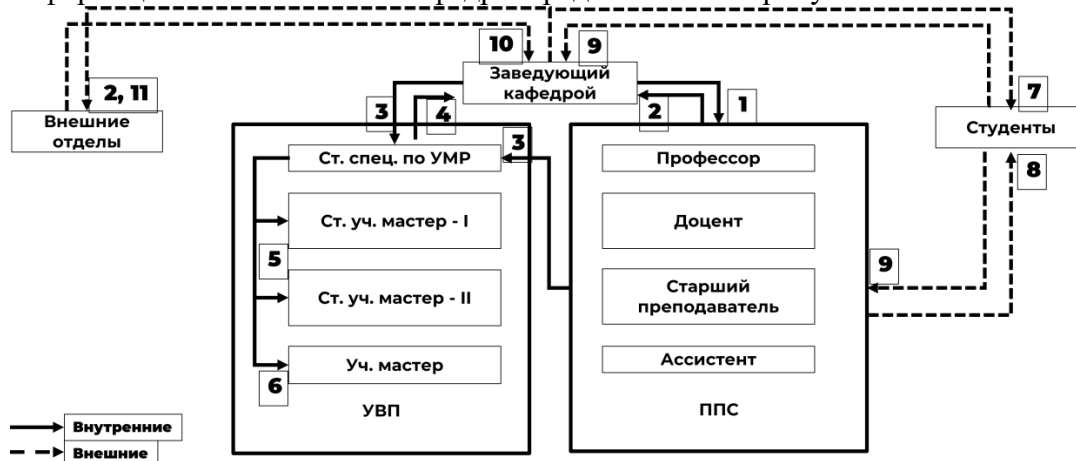 10
9
Заведующий
кафедрой
2, 11
Внешние
отделы
3
4
2
1
7
Студенты
8
Ст. спец. по УМР
3
Профессор
Ст. уч. мастер - I
Доцент
5
9
Ст. уч. мастер - II
Старший
преподаватель
Уч. мастер
Ассистент
6
УВП
ППС
Внутренние
Внешние